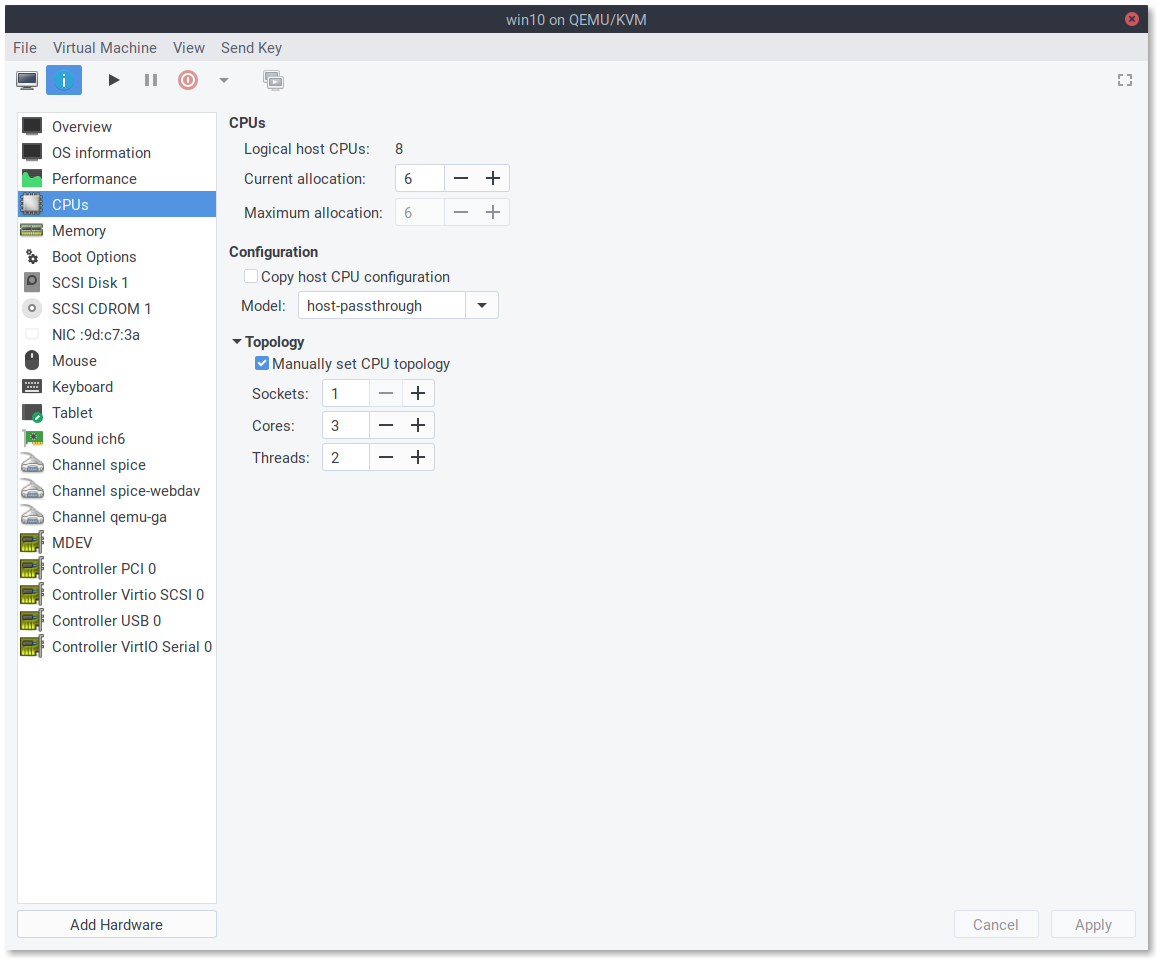 win10 on QEMU/KVM
File Virtual Machine View Send Key
Overview
OS information
Performance
CPUs
Memory
Boot Options
SCSI Disk 1
SCSI CDROM 1
NIC :9d:c7:3a
Mouse
Keyboard
Tablet
Sound ich6
Channel spice
Channel spice-webdav
Channel qemu-ga
MDEV
Controller PCI 0
Controller Virtio SCSI 0
Controller USB 0
Controller VirtIO Serial 0
Add Hardware
CPUs
Logical host CPUs: 8
Current allocation: 6
Maximum allocation: 6
Configuration
Copy host CPU configuration
Model: host-passthrough
Topology
Manually set CPU topology
Sockets: 1
Cores: 3
Threads: 2
Cancel Apply